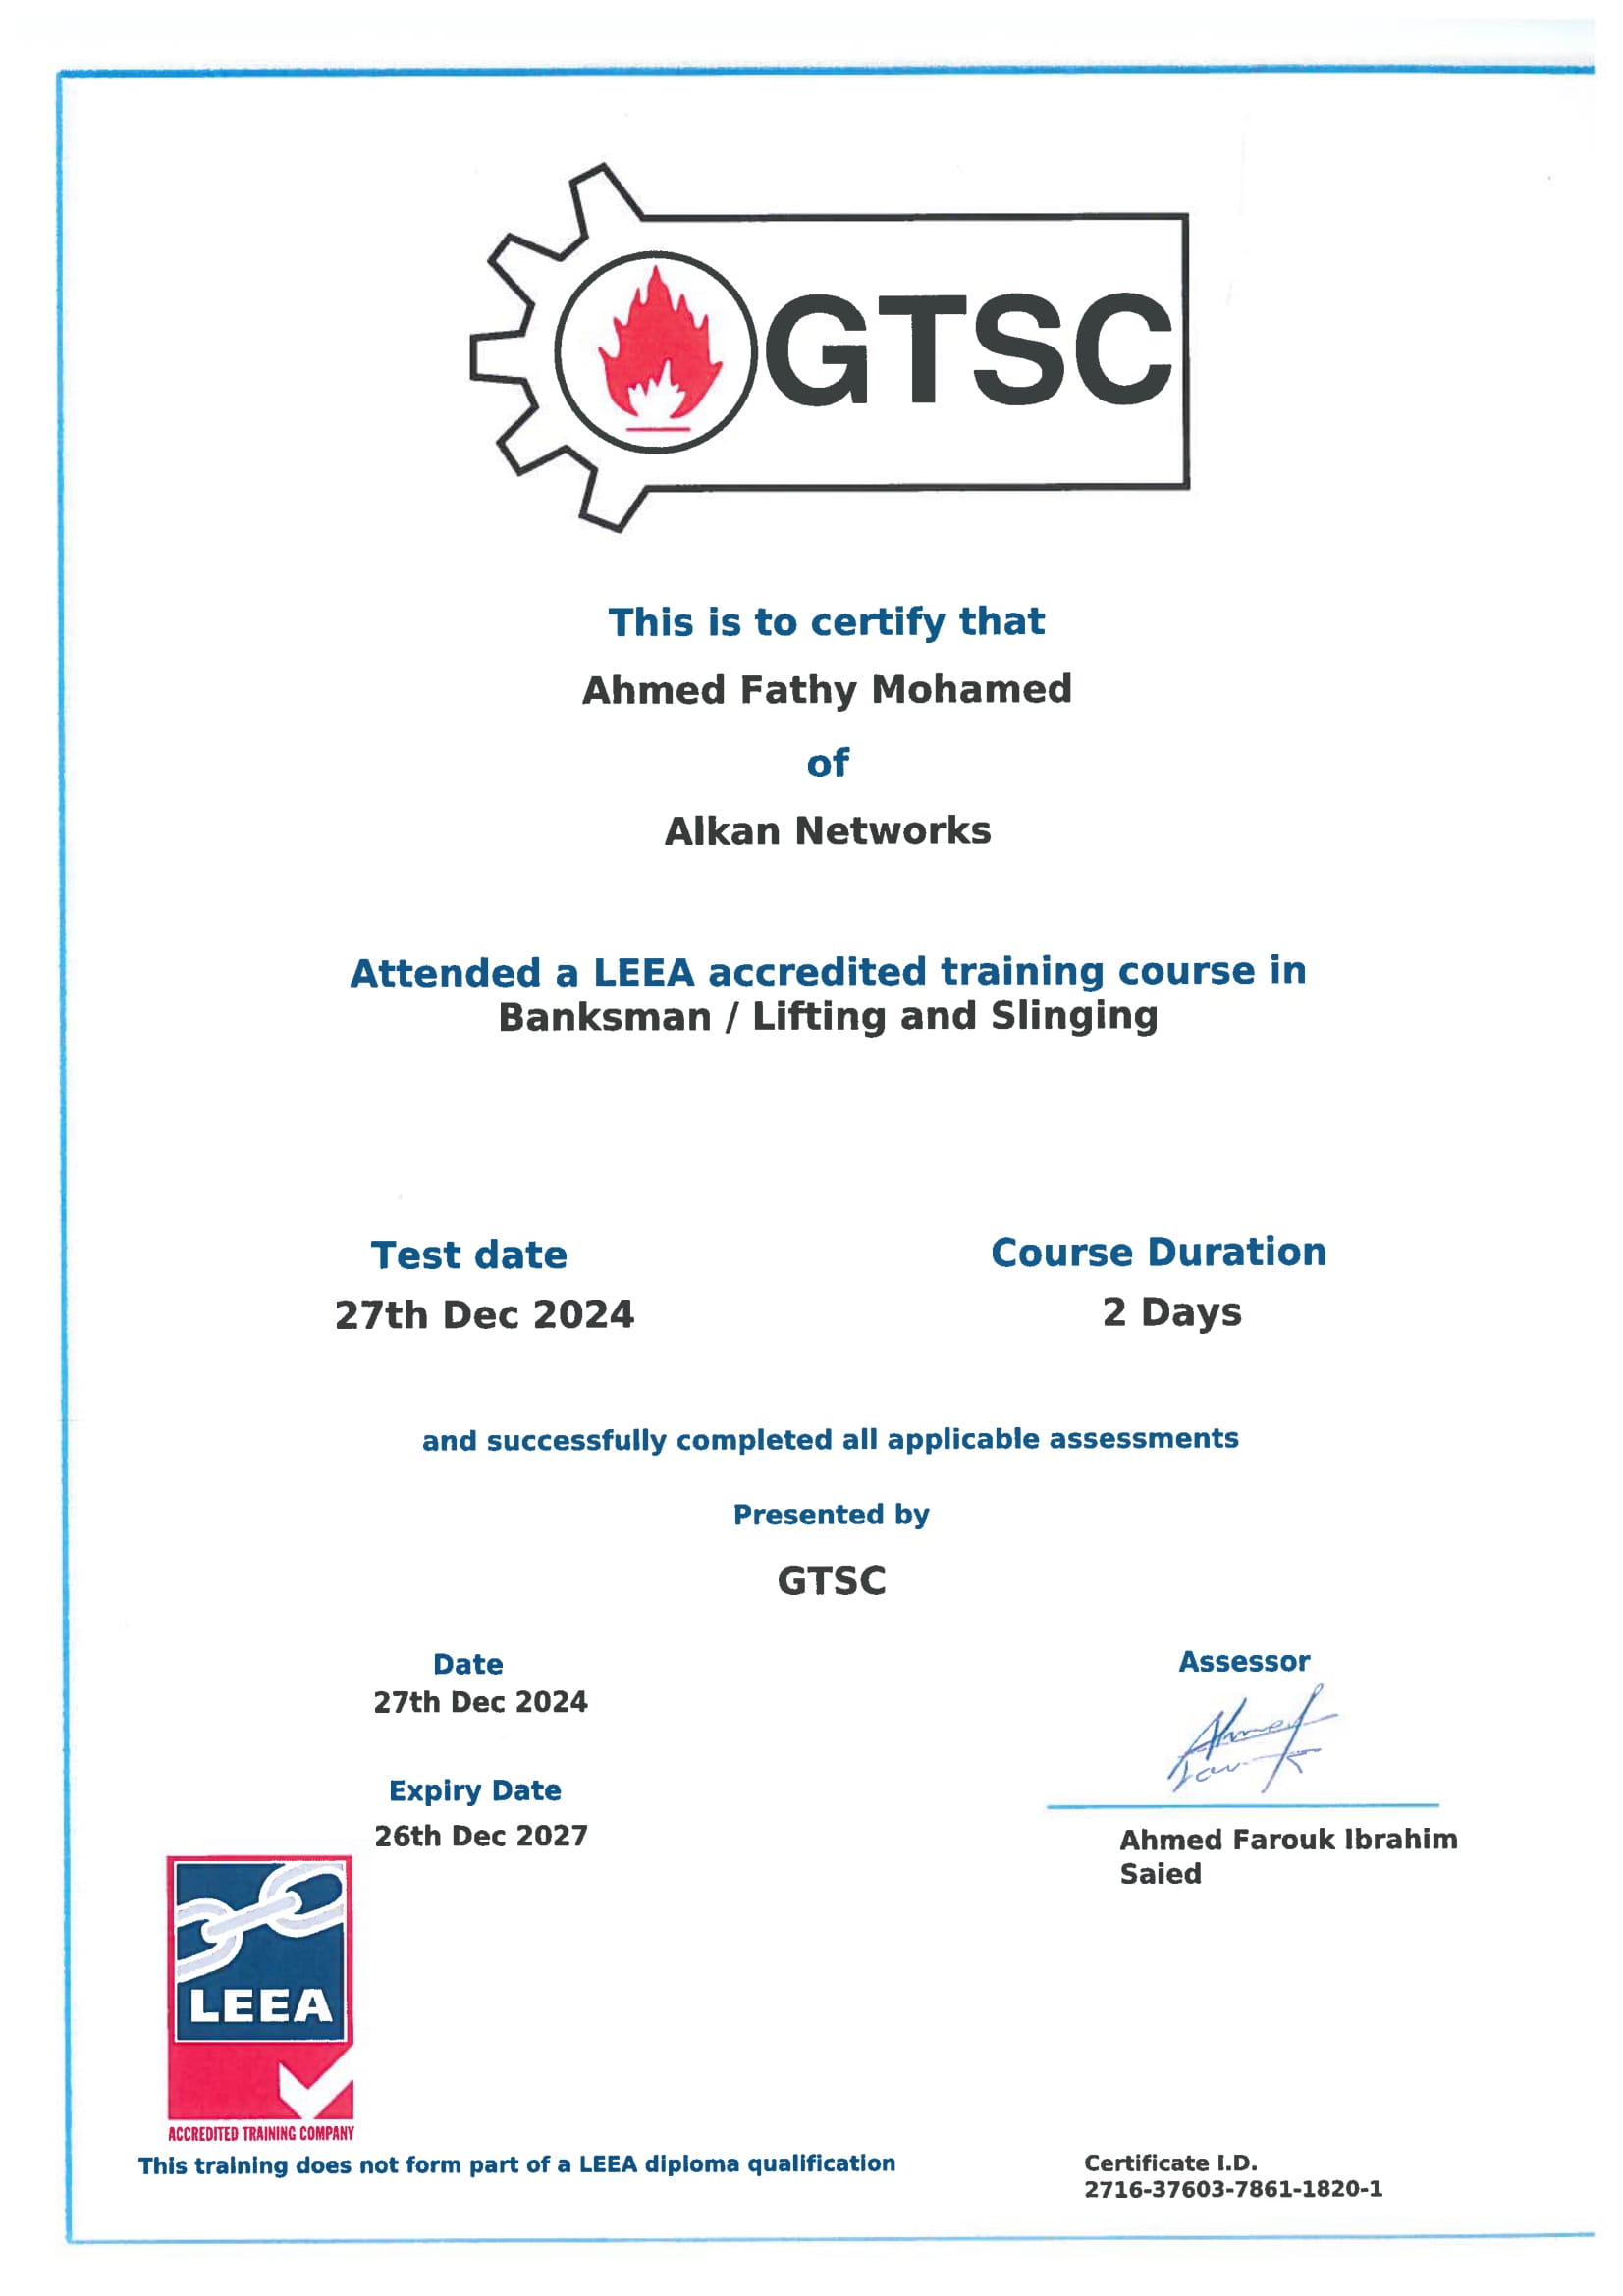 GTSC
This is to certify that
Ahmed Fathy Mohamed
of
Alkan Networks
Attended a LEEA accredited training course in
Banksman / Lifting and Slinging
Test date
27th Dec 2024
Course Duration
2 Days
and successfully completed all applicable assessments
Presented by
GTSC
Date
27th Dec 2024
Expiry Date
26th Dec 2027
Assessor
Ahmed Farouk Ibrahim
Saied
LEEA
ACCREDITED TRAINING COMPANY
This training does not form part of a LEEA diploma qualification
Certificate I.D.
2716-37603-7861-1820-1